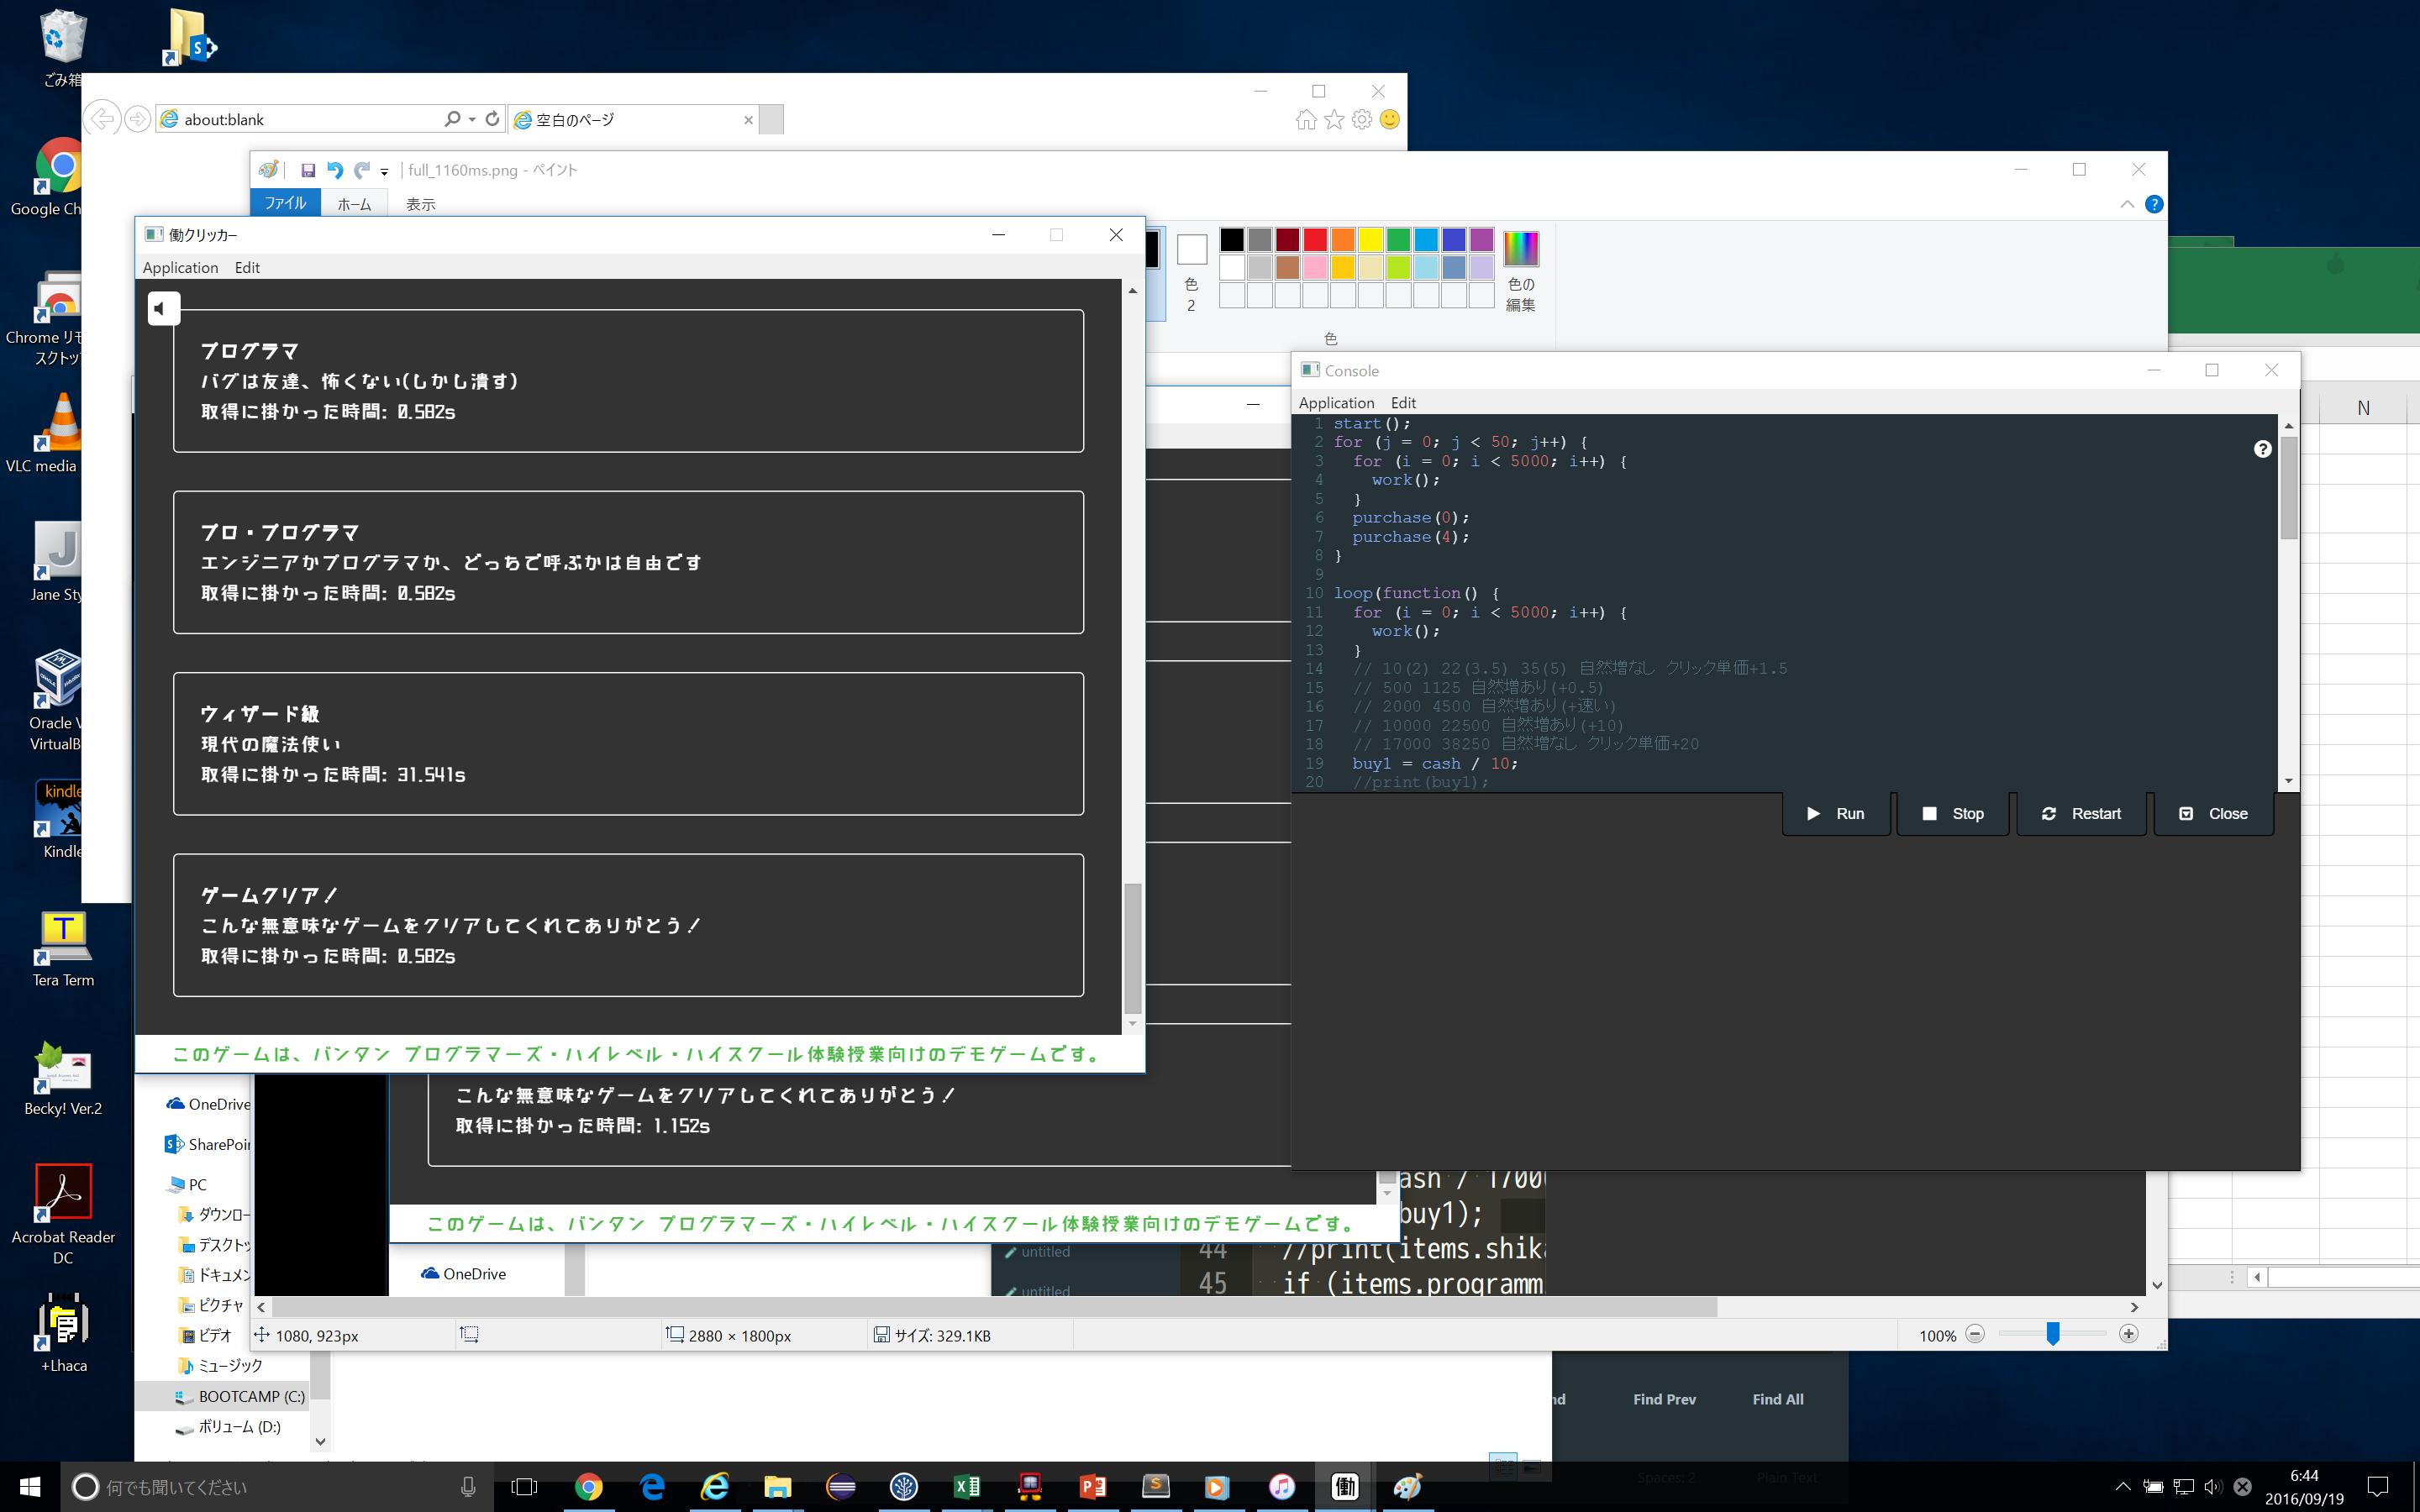 ごみ箱
about:blank
空白のページ
full_1160ms.png - ペイント
ファイル
ホーム
表示
色
2
色の
編集
色
Google Ch
Chrome リモ
スクトッ
VLC media
Jane Sty
Oracle V
VirtualB
kindle
Kindle
Tera Term
Becky! Ver.2
Acrobat Reader
DC
+Lhaca
働クリッカー
Application Edit
プログラマ
バグは友達、怖くない(しかし潰す)
取得に掛かった時間: 0.582s
プロ・プログラマ
エンジニアかプログラマか、どっちで呼ぶかは自由です
取得に掛かった時間: 0.582s
ウィザード級
現代の魔法使い
取得に掛かった時間: 31.541s
ゲームクリア!
こんな無意味なゲームをクリアしてくれてありがとう!
取得に掛かった時間: 0.582s
このゲームは、バンタン プログラマーズ・ハイレベル・ハイスクール体験授業向けのデモゲームです。
こんな無意味なゲームをクリアしてくれてありがとう!
取得に掛かった時間: 1.152s
このゲームは、バンタン プログラマーズ・ハイレベル・ハイスクール体験授業向けのデモゲームです。
Console
Application Edit
1 start();
2 for (j = 0; j < 50; j++) {
3 for (i = 0; i < 5000; i++) {
4 work();
5 }
6 purchase(0);
7 purchase(4);
8 }
9
10 loop(function() {
11 for (i = 0; i < 5000; i++) {
12 work();
13 }
14 // 10(2) 22(3.5) 35(5) 自然増なし クリック単価+1.5
15 // 500 1125 自然増あり(+0.5)
16 // 2000 4500 自然増あり(+速い)
17 // 10000 22500 自然増あり(+10)
18 // 17000 38250 自然増なし クリック単価+20
19 buy1 = cash / 10;
20 //print(buy1);
Run
Stop
Restart
Close
N
ash / 1700
buy1);
44 //print(items.shik
45 if (items.programm
untitled
untitled
OneDrive
SharePoi
PC
ダウンロー
デスクトッ
ドキュメン
ピクチャ
ビデオ
ミュージック
BOOTCAMP (C:)
ボリューム (D:)
OneDrive
1080, 923px
2880 × 1800px
サイズ: 329.1KB
100%
nd
Find Prev
Find All
Spaces: 2
Plain Text
何でも聞いてください
働
6:44
2016/09/19